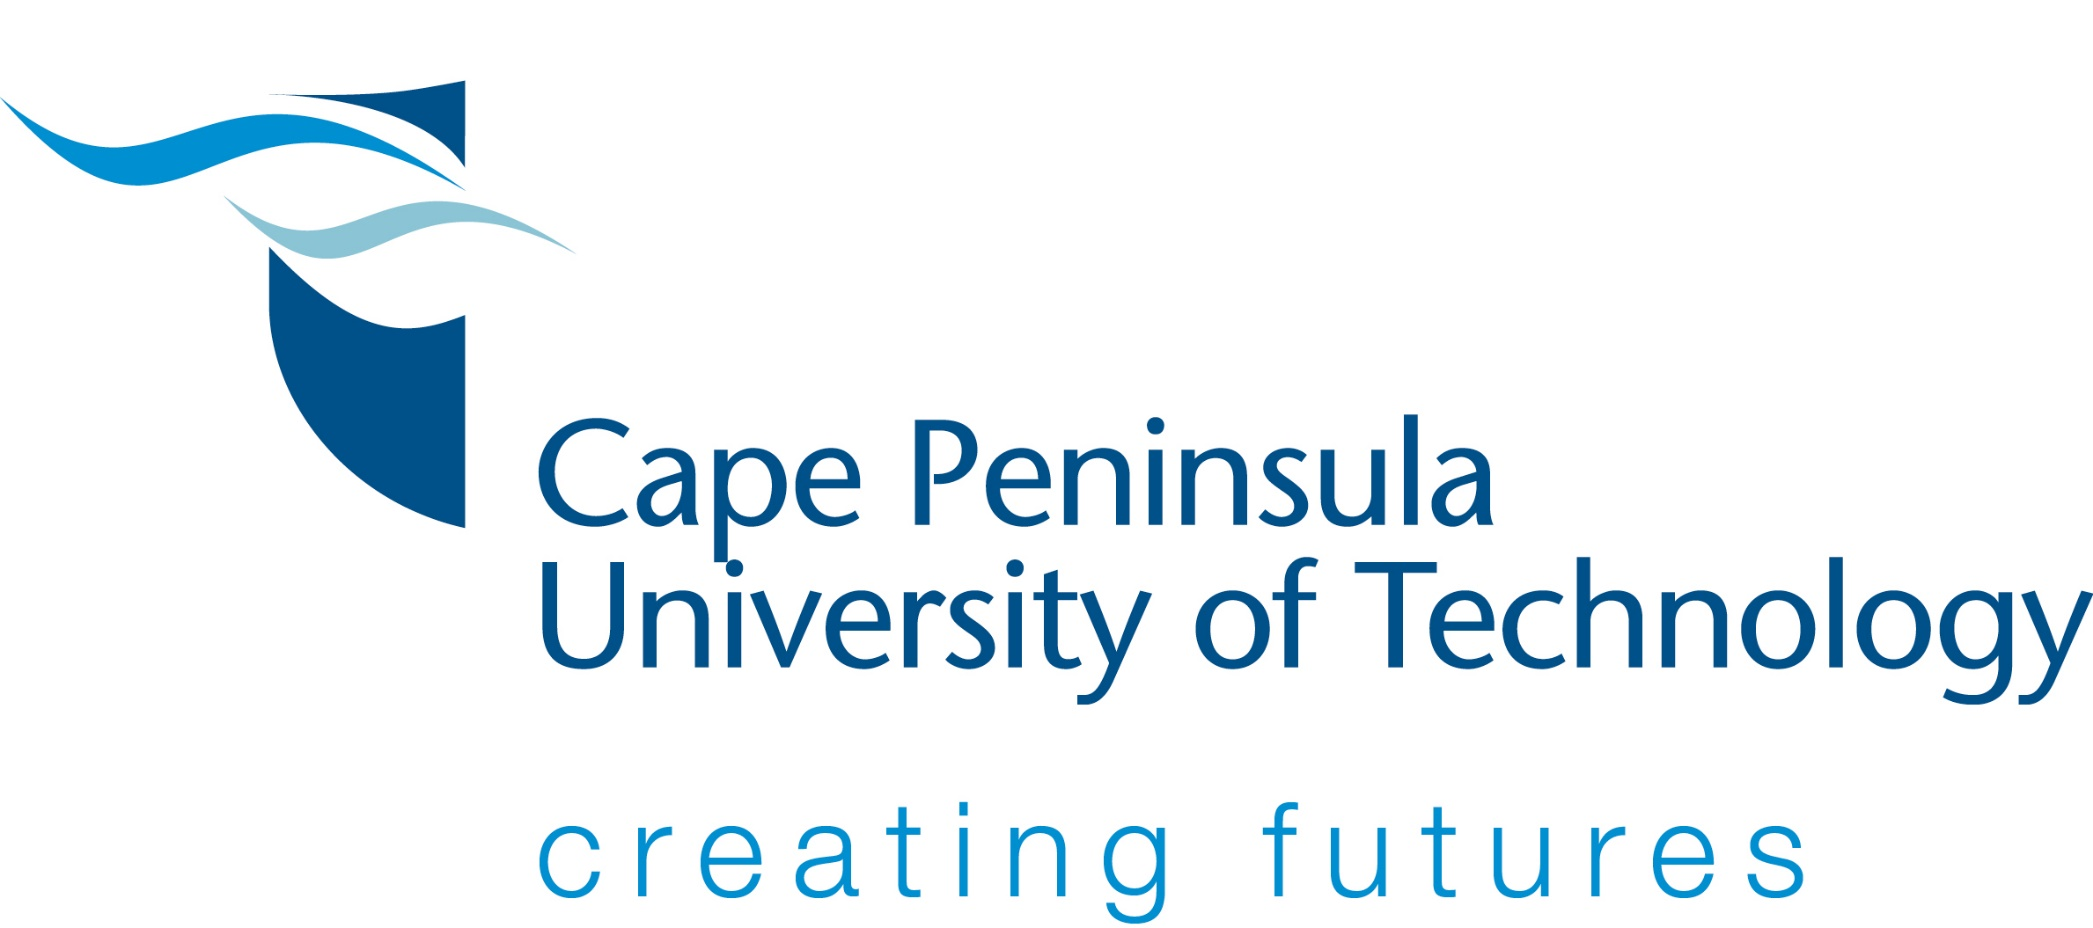 Cape Peninsula
University of Technology
creating futures